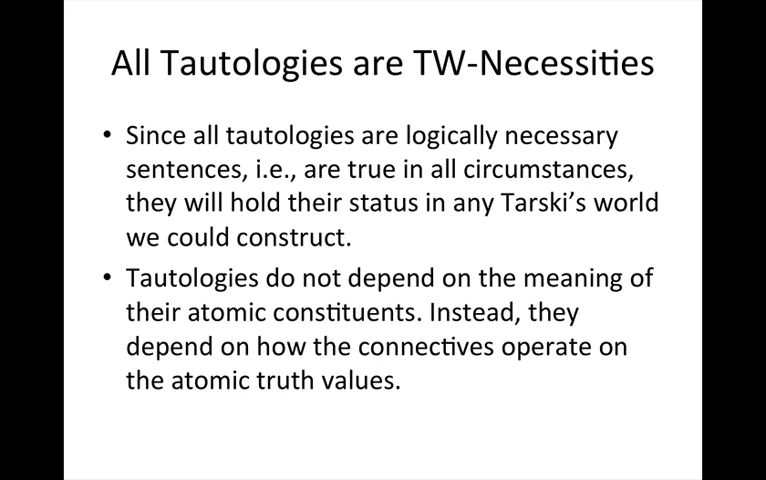 All Tautologies are TW-Necessities
• Since all tautologies are logically necessary
sentences, i.e., are true in all circumstances,
they will hold their status in any Tarski's world
we could construct.
• Tautologies do not depend on the meaning of
their atomic constituents. Instead, they
depend on how the connectives operate on
the atomic truth values.